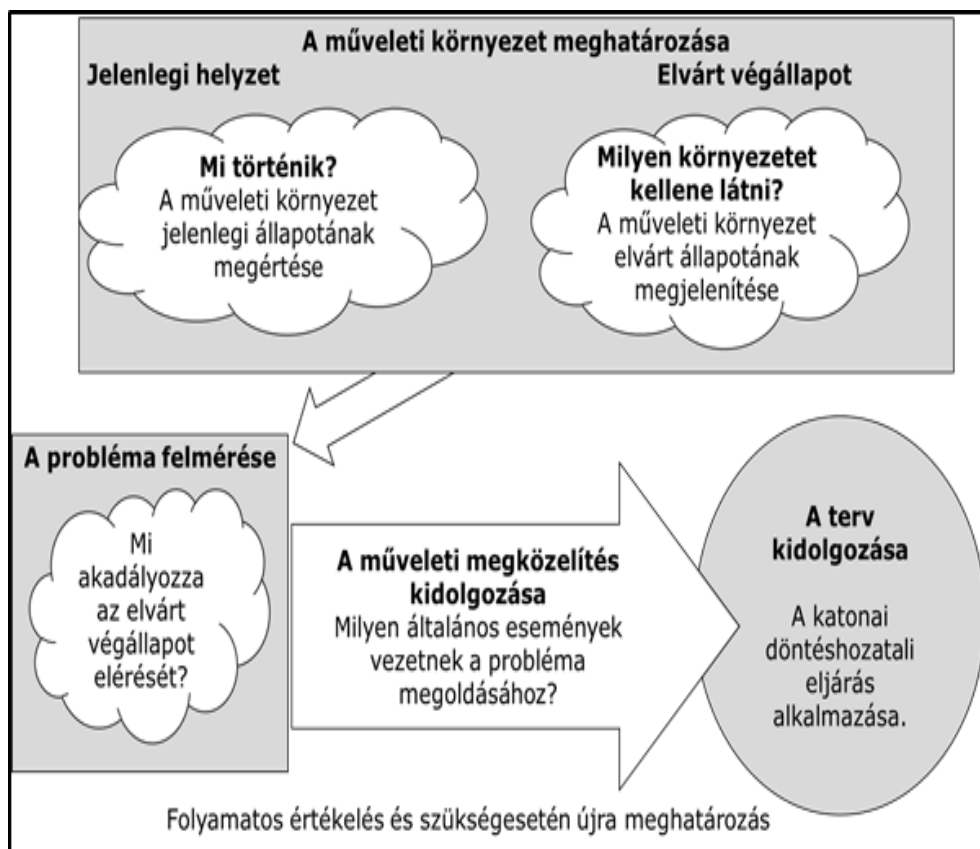 A műveleti környezet meghatározása
Jelenlegi helyzet
Elvárt végállapot
Mi történik?
A műveleti környezet
jelenlegi állapotának
megértése
Milyen környezetet
kellene látni?
A műveleti környezet
elvárt állapotának
megjelenítése
A probléma felmérése
Mi
akadályozza
az elvárt
végállapot
elérését?
A műveleti megközelítés
kidolgozása
Milyen általános események
vezetnek a probléma
megoldásához?
A terv
kidolgozása
A katonai
döntéshozatali
eljárás
alkalmazása.
Folyamatos értékelés és szükségesetén újra meghatározás